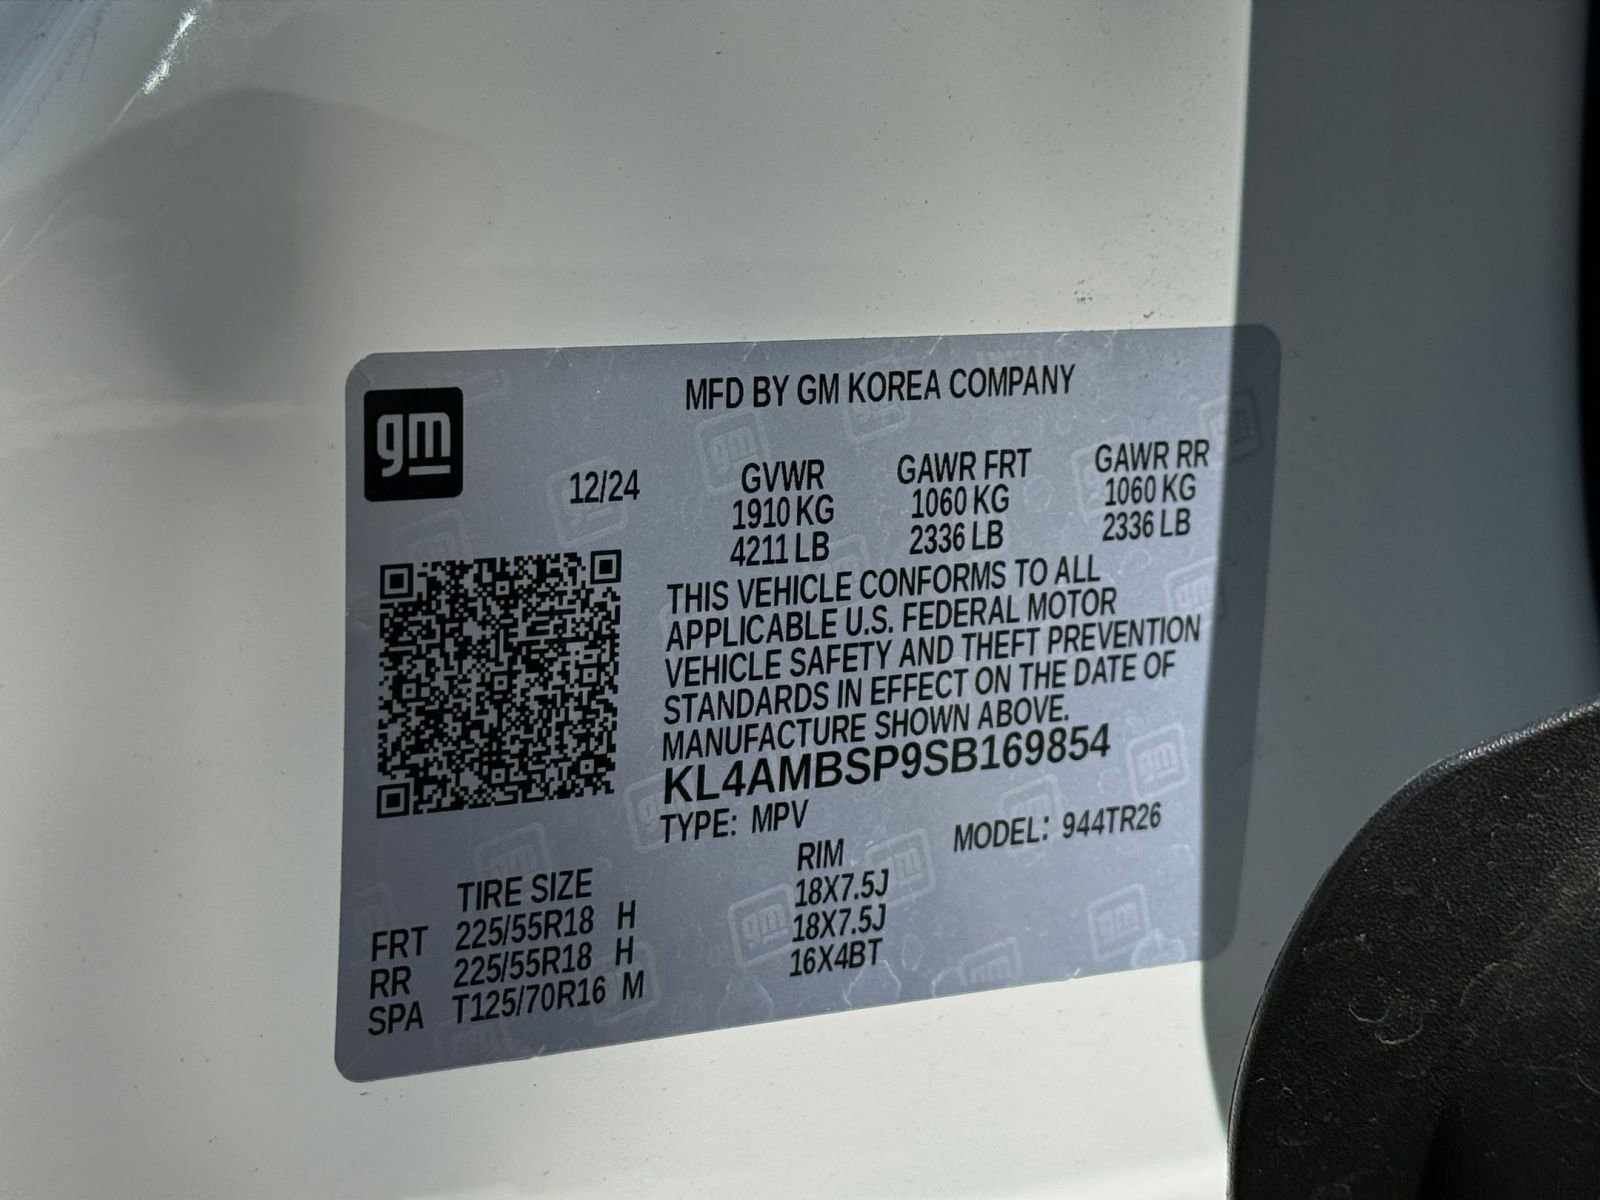 gm
MFD BY GM KOREA COMPANY
12/24 GVWR GAWR FRT GAWR RR
1910 KG 1060 KG 1060 KG
4211 LB 2336 LB 2336 LB
THIS VEHICLE CONFORMS TO ALL
APPLICABLE U.S. FEDERAL MOTOR
VEHICLE SAFETY AND THEFT PREVENTION
STANDARDS IN EFFECT ON THE DATE OF
MANUFACTURE SHOWN ABOVE.
KL4AMBSP9SB169854
TYPE: MPV MODEL: 944TR26
TIRE SIZE RIM
FRT 225/55R18 H 18X7.5J
RR 225/55R18 H 18X7.5J
SPA T125/70R16 M 16X4BT